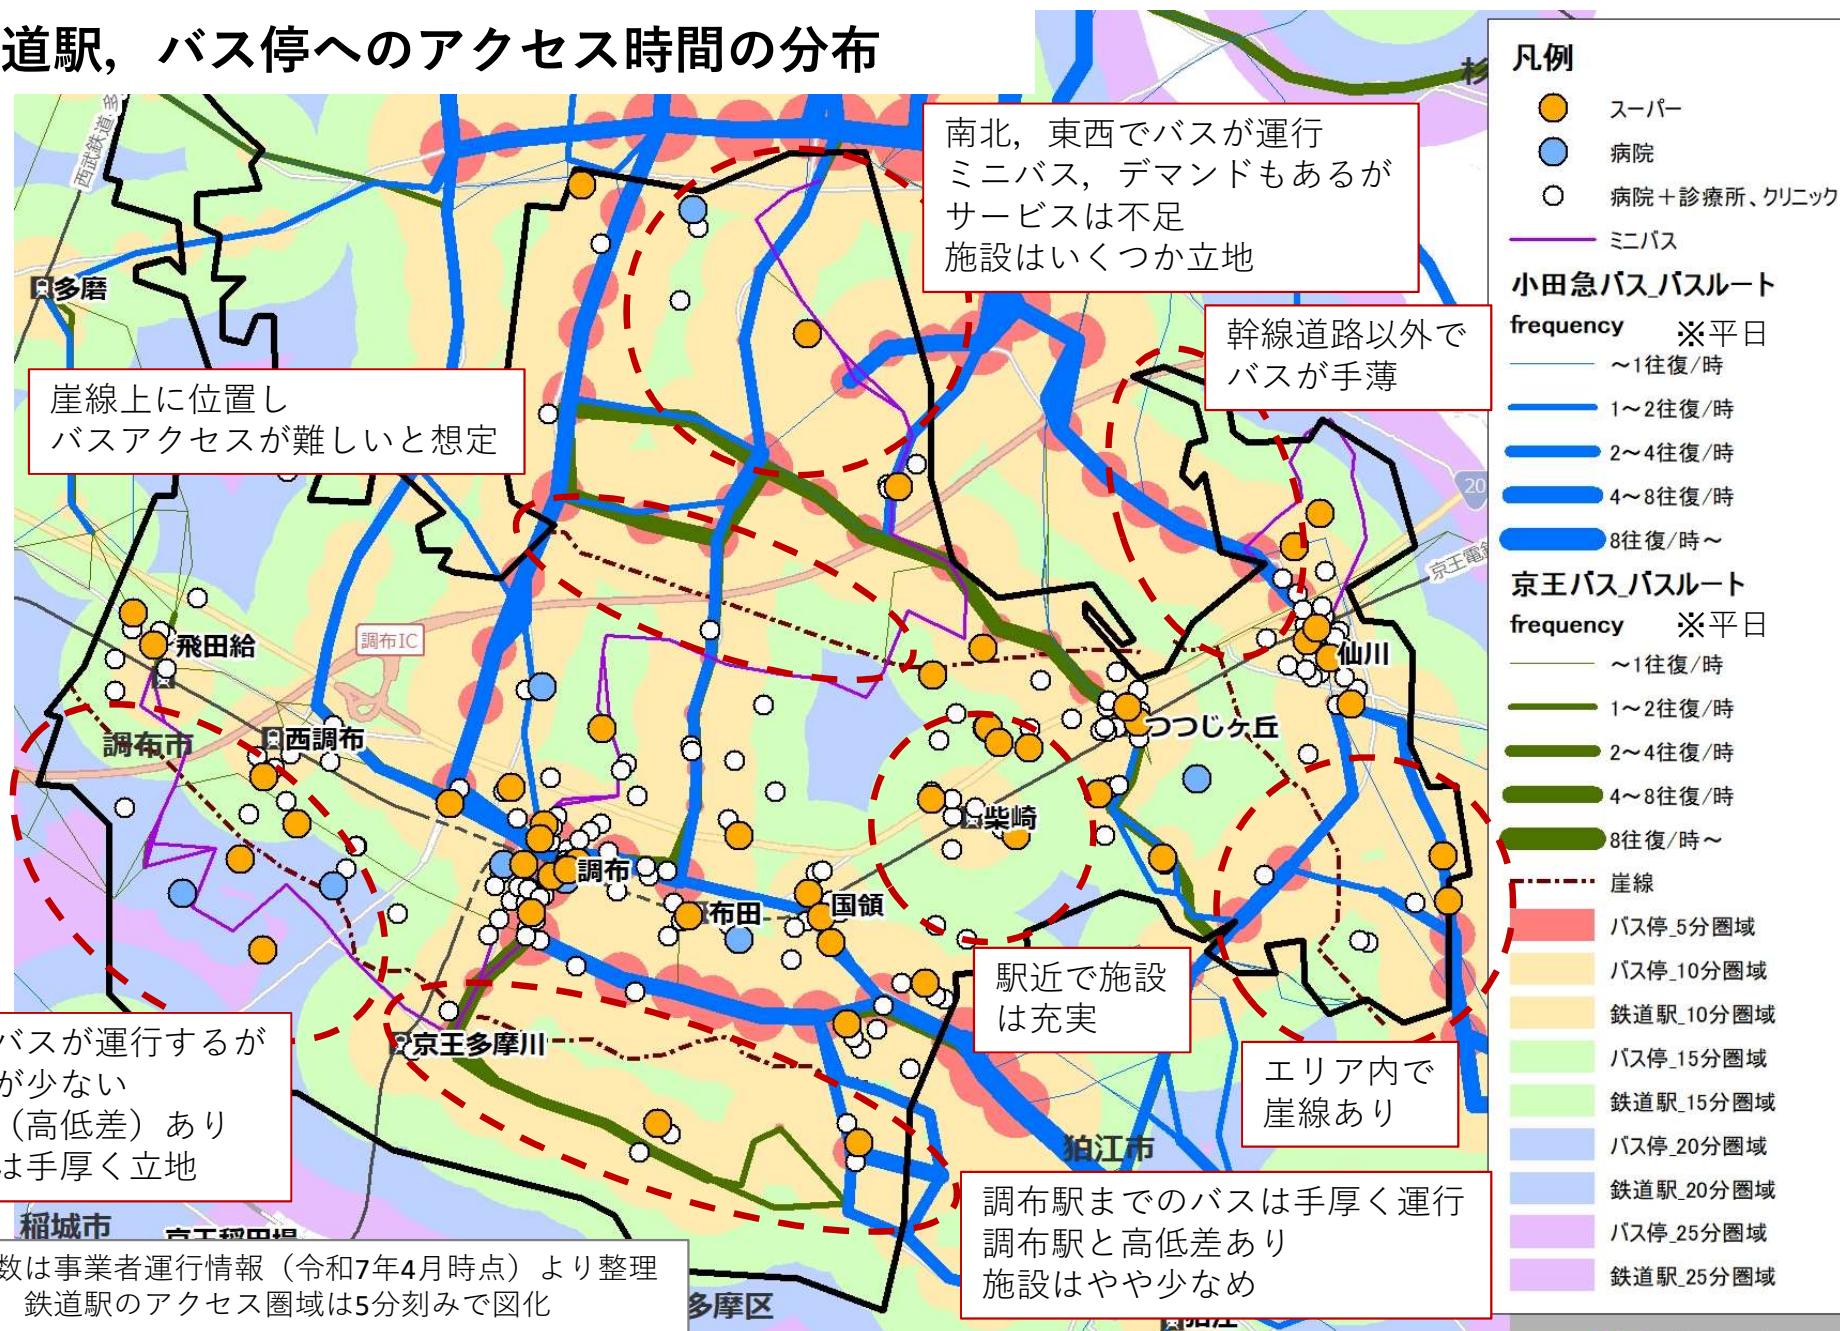 道駅，バス停へのアクセス時間の分布
南北，東西でバスが運行
ミニバス，デマンドもあるが
サービスは不足
施設はいくつか立地
幹線道路以外で
バスが手薄
崖線上に位置し
バスアクセスが難しいと想定
西武鉄道多
多磨
調布IC
飛田給
西調布
調布市
調布
布田
国領
柴崎
つつじヶ丘
仙川
京王電鉄
20
杉
駅近で施設
は充実
エリア内で
崖線あり
バスが運行するが
が少ない
（高低差）あり
は手厚く立地
京王多摩川
狛江市
調布駅までのバスは手厚く運行
調布駅と高低差あり
施設はやや少なめ
稲城市
京王稲田堤
数は事業者運行情報（令和7年4月時点）より整理
鉄道駅のアクセス圏域は5分刻みで図化
多摩区
狛江
凡例
スーパー
病院
病院＋診療所、クリニック
ミニバス
小田急バス_バスルート
frequency ※平日
～1往復/時
1～2往復/時
2～4往復/時
4～8往復/時
8往復/時～
京王バス_バスルート
frequency ※平日
～1往復/時
1～2往復/時
2～4往復/時
4～8往復/時
8往復/時～
崖線
バス停_5分圏域
バス停_10分圏域
鉄道駅_10分圏域
バス停_15分圏域
鉄道駅_15分圏域
バス停_20分圏域
鉄道駅_20分圏域
バス停_25分圏域
鉄道駅_25分圏域